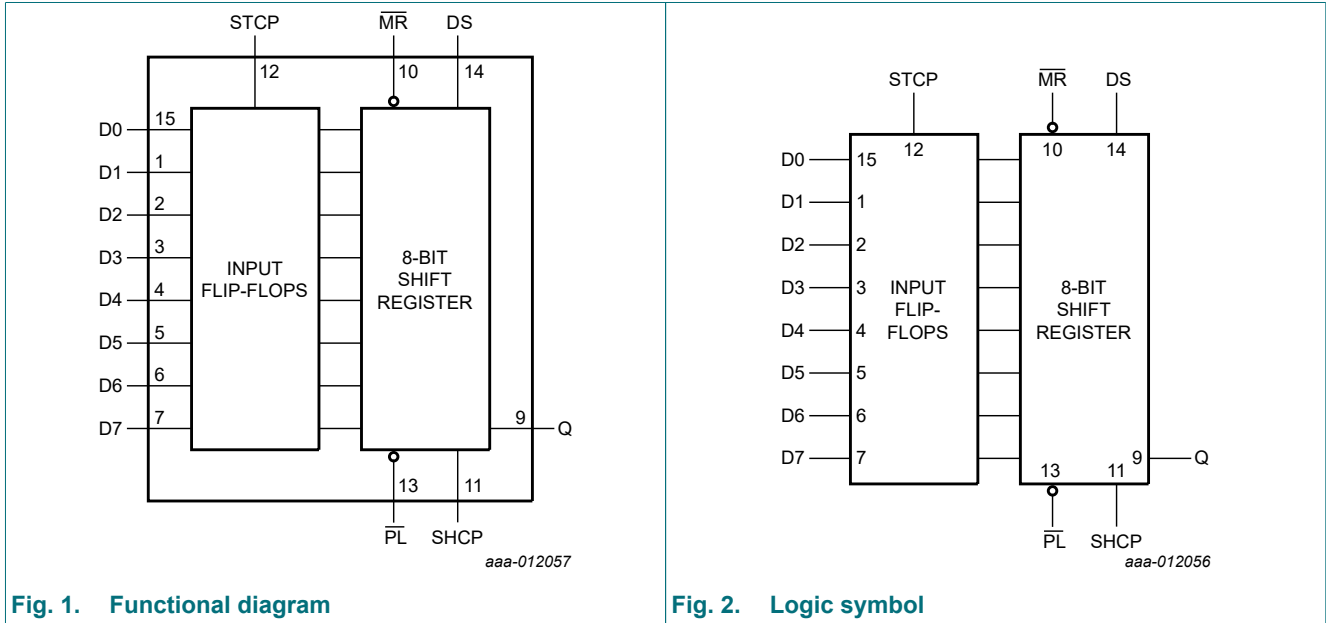 STCP MR DS
12 10 14
D0 15
D1 1
D2 2
D3 3
D4 4
D5 5
D6 6
D7 7
INPUT
FLIP-FLOPS
8-BIT
SHIFT
REGISTER
9 Q
13 11
PL SHCP
aaa-012057
Fig. 1. Functional diagram
STCP MR DS
12 10 14
D0 15
D1 1
D2 2
D3 3
D4 4
D5 5
D6 6
D7 7
INPUT
FLIP-
FLOPS
8-BIT
SHIFT
REGISTER
9 Q
13 11
PL SHCP
aaa-012056
Fig. 2. Logic symbol